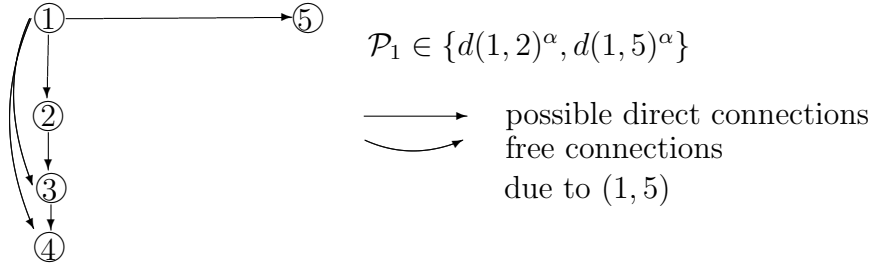 1 5
P₁ ∈ {d(1, 2)^α, d(1, 5)^α}
2 possible direct connections
free connections
3 due to (1, 5)
4